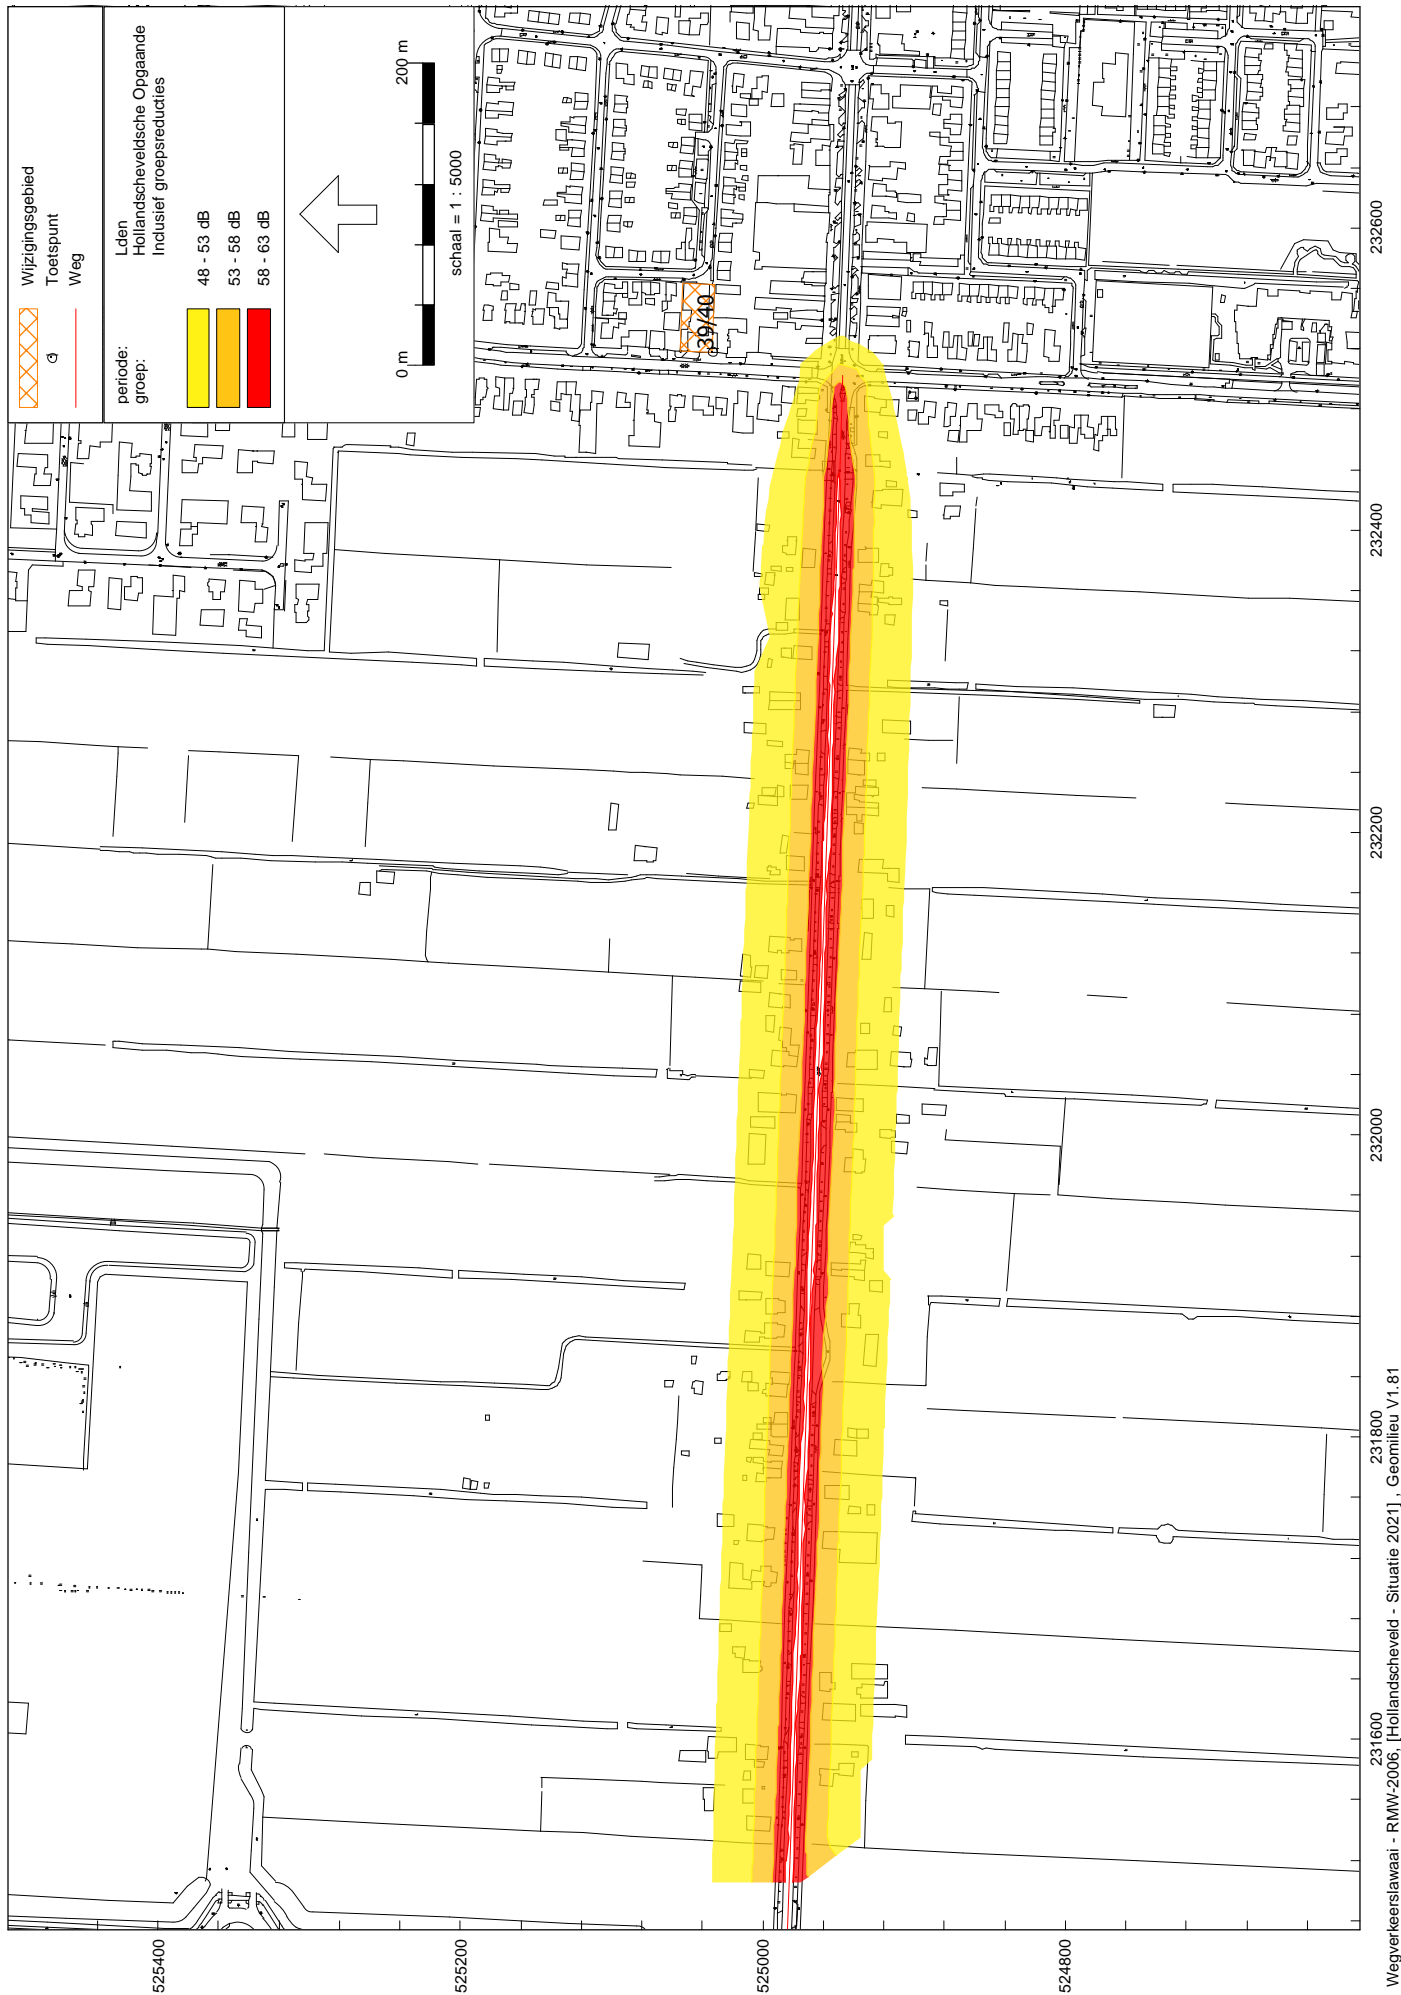 Wijzigingsgebied
Toetspunt
Weg
periode: Lden
groep: Hollandscheveldsche Opgaande
Inclusief groepsreducties
48 - 53 dB
53 - 58 dB
58 - 63 dB
0 m 200 m
schaal = 1 : 5000
39/40
525400
525200
525000
524800
231600 231800 232000 232200 232400 232600
Wegverkeerslawaai - RMW-2006, [Hollandscheveld - Situatie 2021] , Geomilieu V1.81